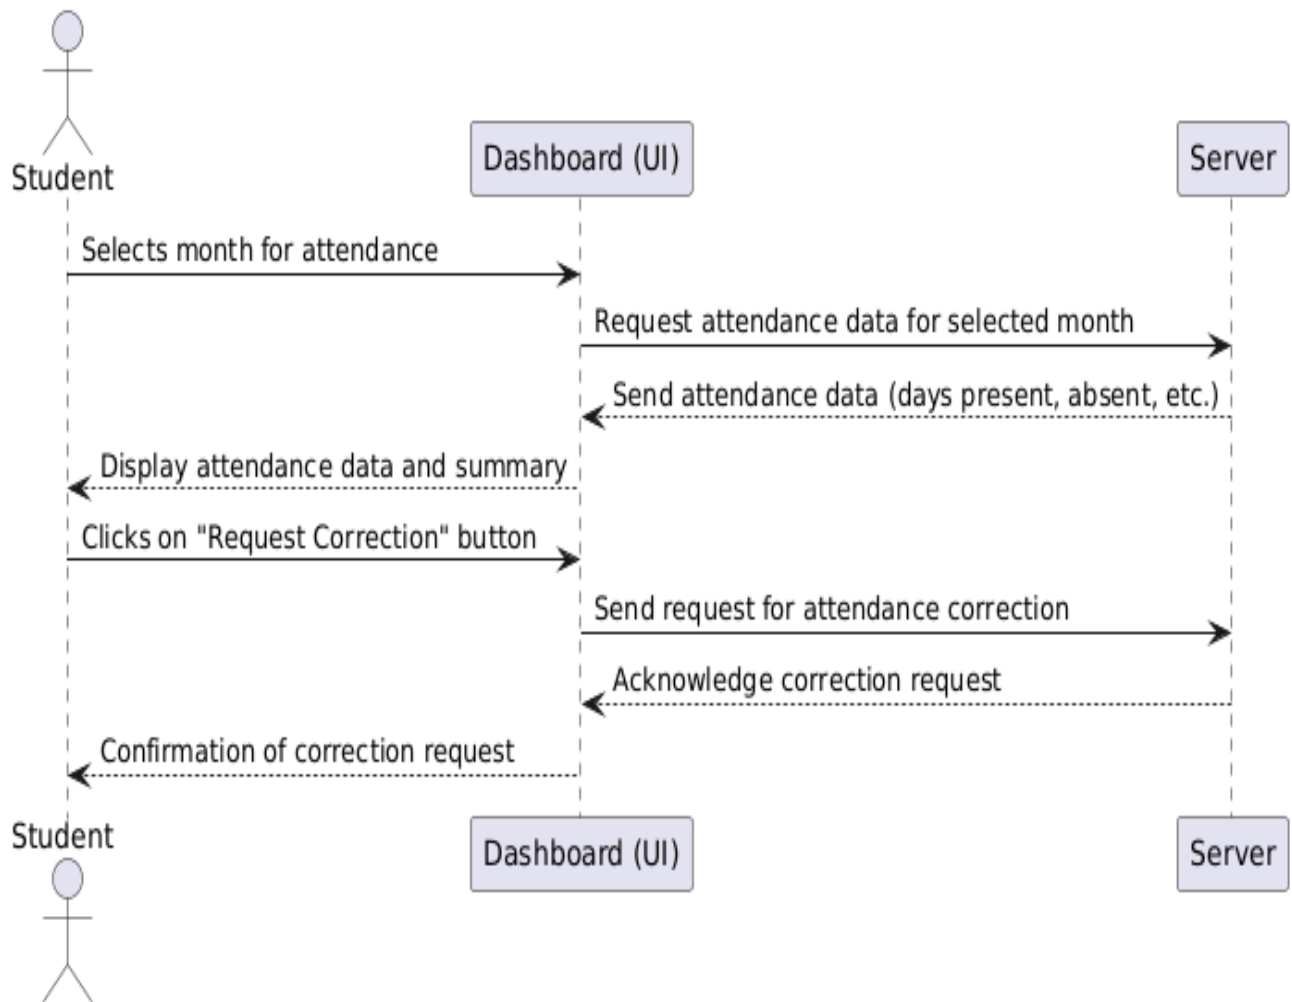 Student
Dashboard (UI)
Server
Selects month for attendance
Request attendance data for selected month
Send attendance data (days present, absent, etc.)
Display attendance data and summary
Clicks on "Request Correction" button
Send request for attendance correction
Acknowledge correction request
Confirmation of correction request
Student
Dashboard (UI)
Server